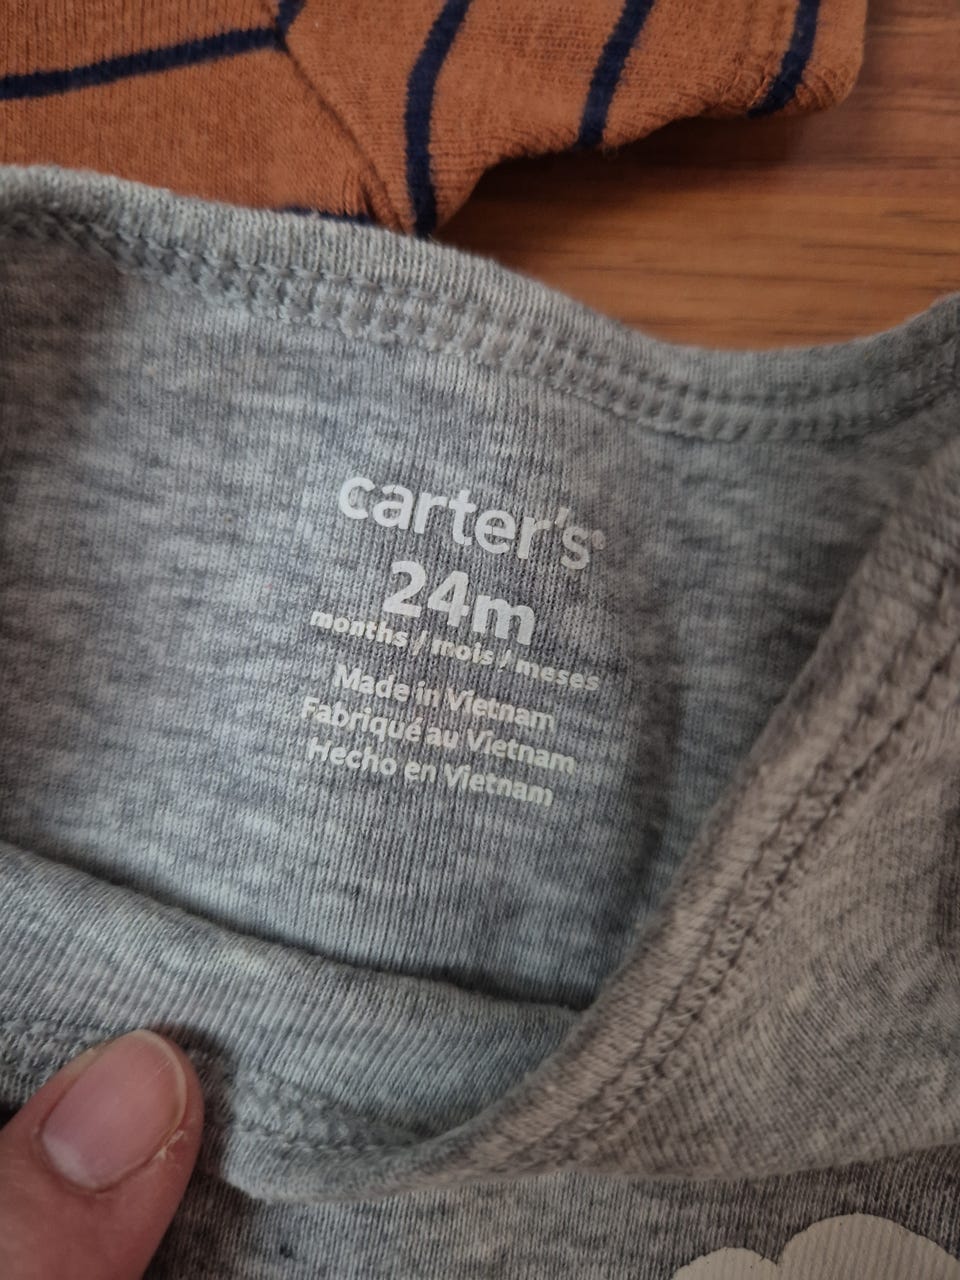 carter's®
24m
months / mois / meses
Made in Vietnam
Fabriqué au Vietnam
Hecho en Vietnam